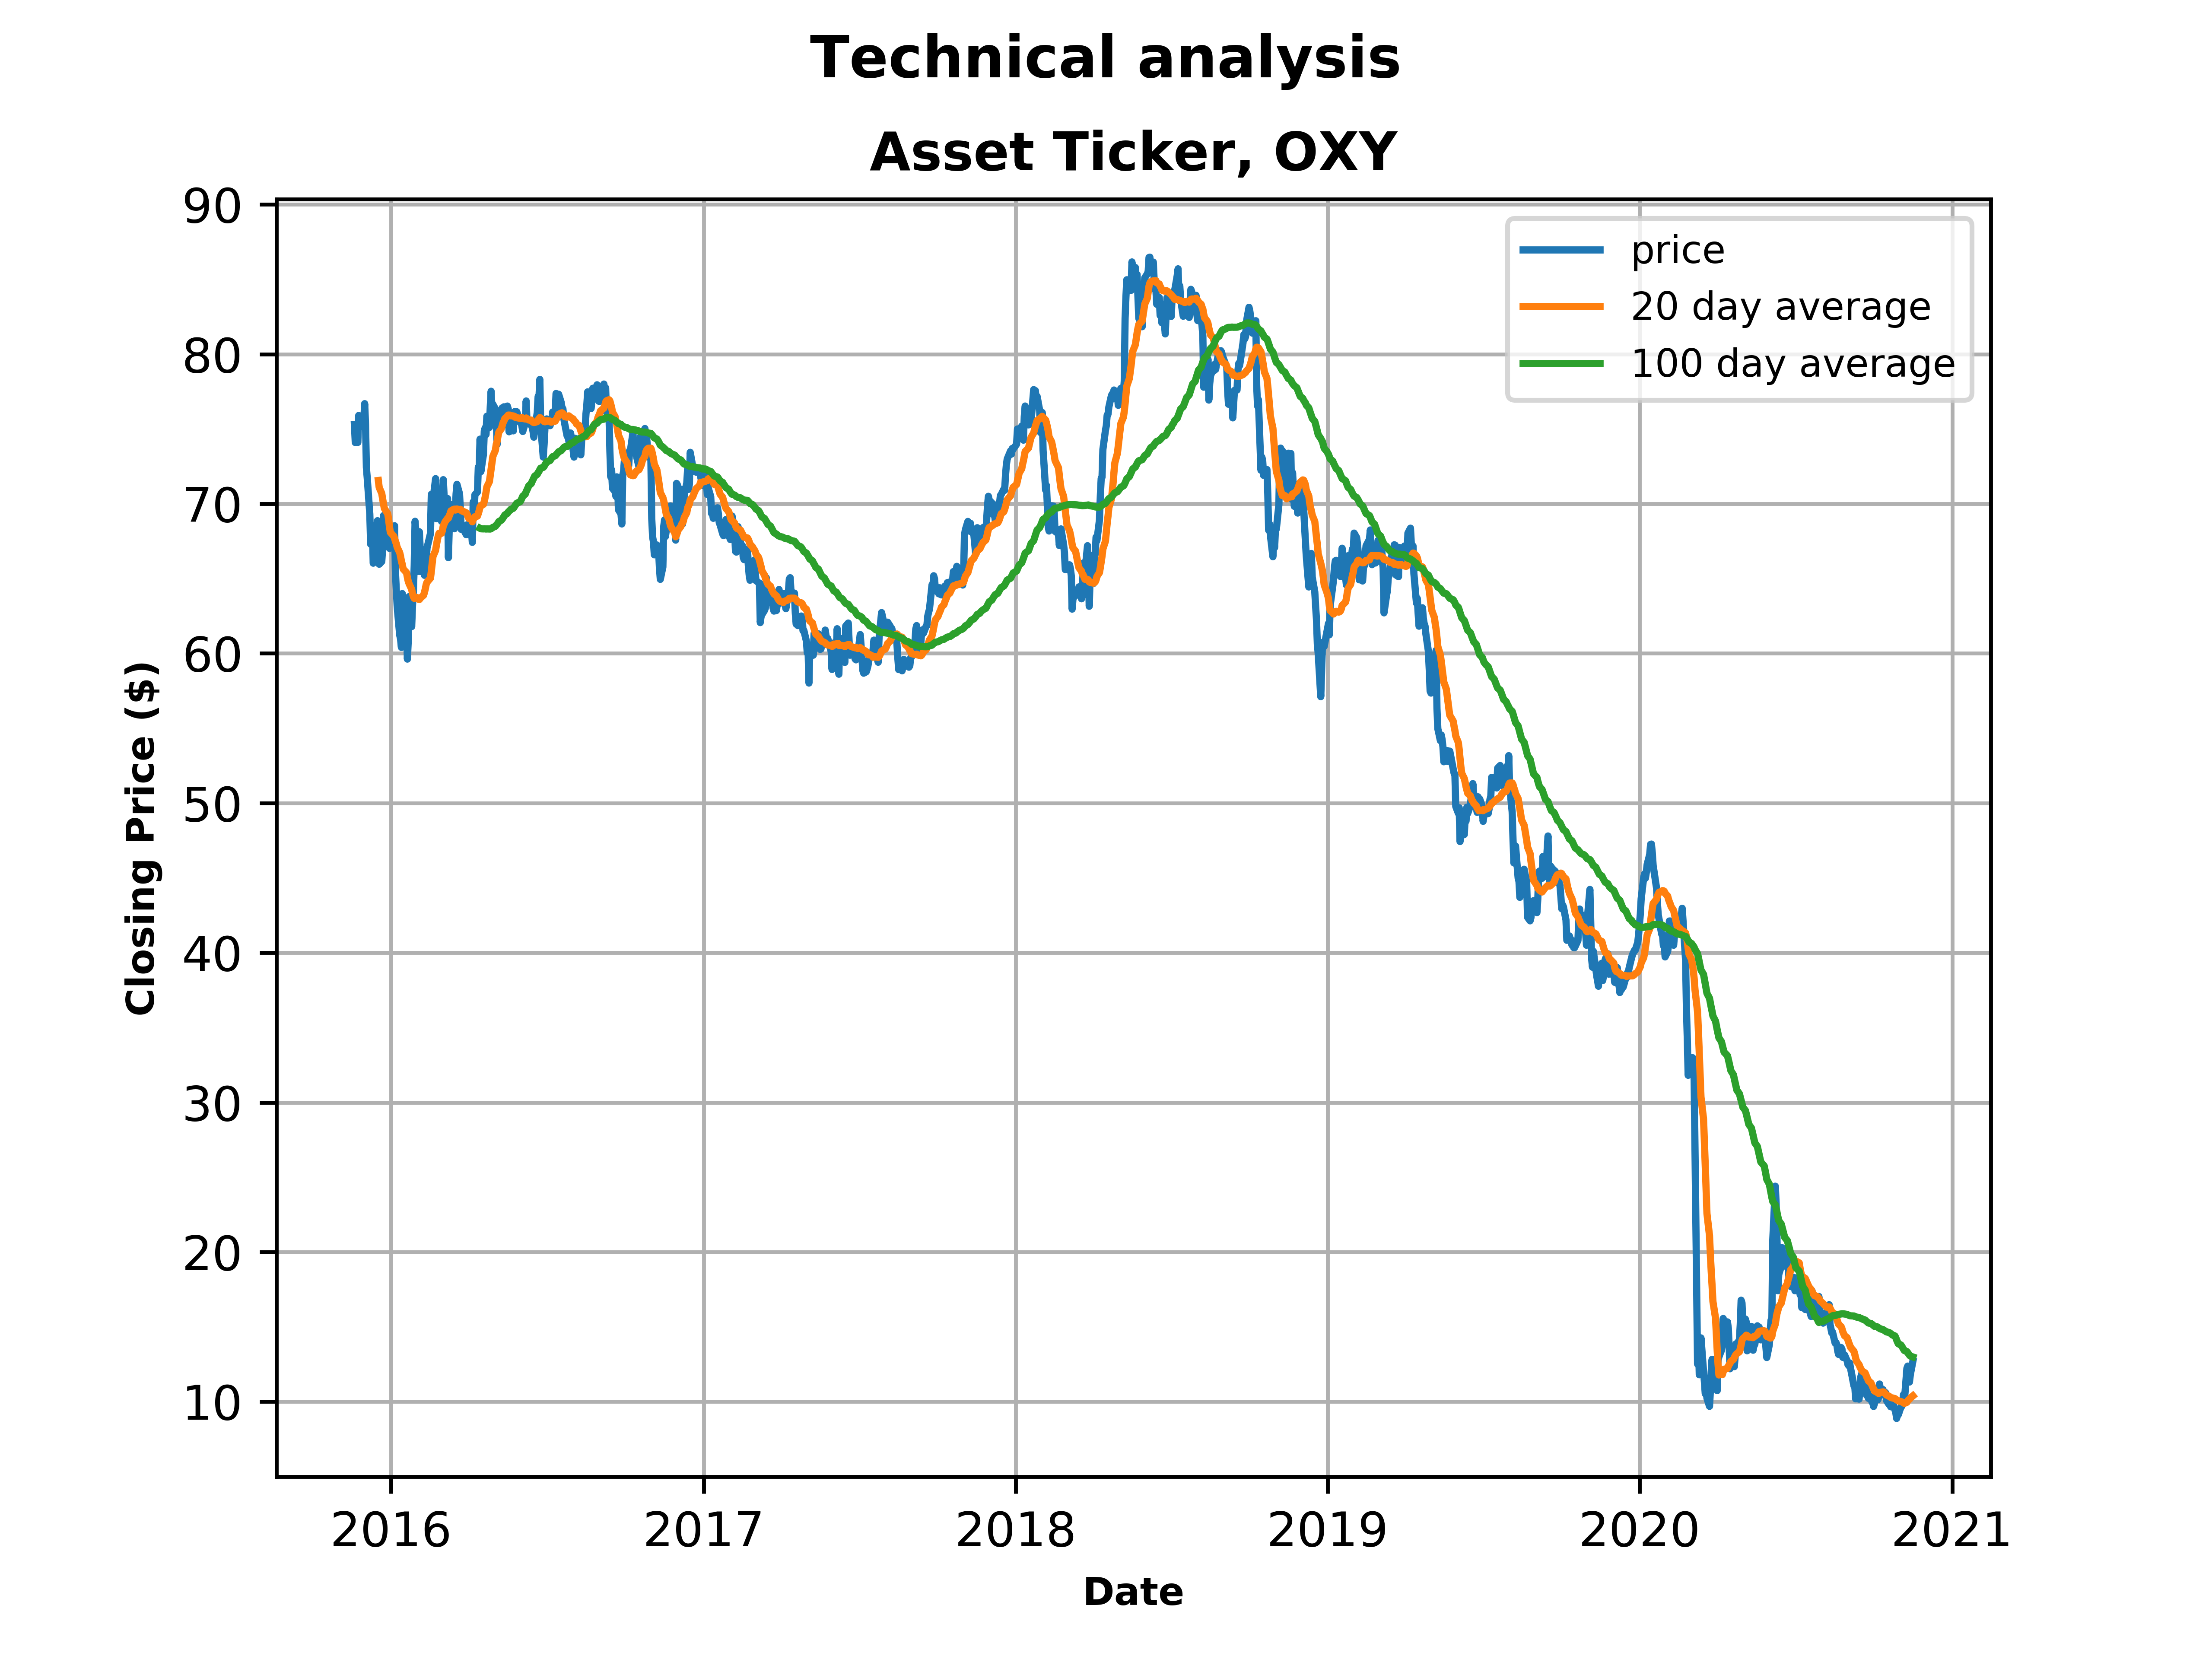 Technical analysis
Asset Ticker, OXY
90
80
70
60
50
40
30
20
10
Closing Price ($)
price
20 day average
100 day average
2016 2017 2018 2019 2020 2021
Date